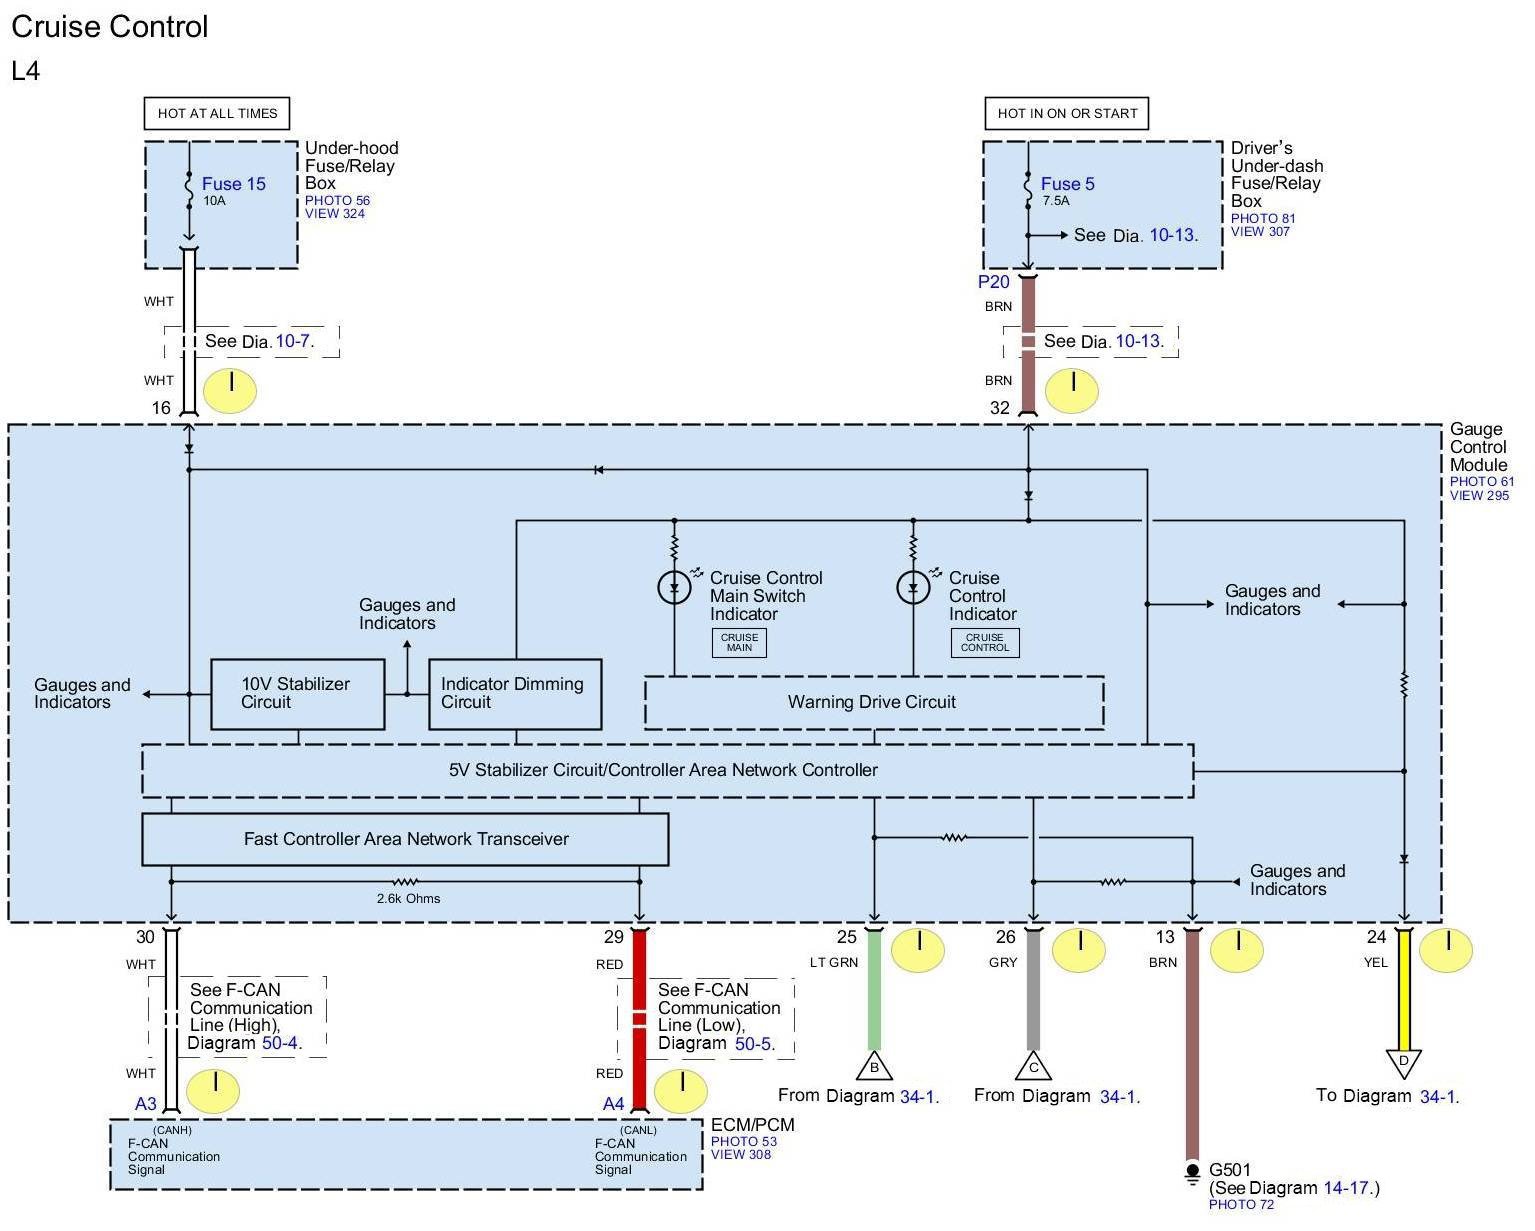 Cruise Control
L4
HOT AT ALL TIMES
Fuse 15
10A
Under-hood
Fuse/Relay
Box
PHOTO 56
VIEW 324
WHT
See Dia. 10-7.
WHT
16
HOT IN ON OR START
Fuse 5
7.5A
See Dia. 10-13.
Driver's
Under-dash
Fuse/Relay
Box
PHOTO 81
VIEW 307
P20
BRN
See Dia. 10-13.
BRN
32
Gauge
Control
Module
PHOTO 61
VIEW 295
Cruise Control
Main Switch
Indicator
CRUISE
MAIN
Cruise
Control
Indicator
CRUISE
CONTROL
Gauges and
Indicators
Gauges and
Indicators
Gauges and
Indicators
10V Stabilizer
Circuit
Indicator Dimming
Circuit
Warning Drive Circuit
5V Stabilizer Circuit/Controller Area Network Controller
Fast Controller Area Network Transceiver
2.6k Ohms
Gauges and
Indicators
30
WHT
See F-CAN
Communication
Line (High),
Diagram 50-4.
WHT
A3
29
RED
See F-CAN
Communication
Line (Low),
Diagram 50-5.
RED
A4
25
LT GRN
B
From Diagram 34-1.
26
GRY
C
From Diagram 34-1.
13
BRN
24
YEL
D
To Diagram 34-1.
(CANH)
F-CAN
Communication
Signal
(CANL)
F-CAN
Communication
Signal
ECM/PCM
PHOTO 53
VIEW 308
G501
(See Diagram 14-17.)
PHOTO 72